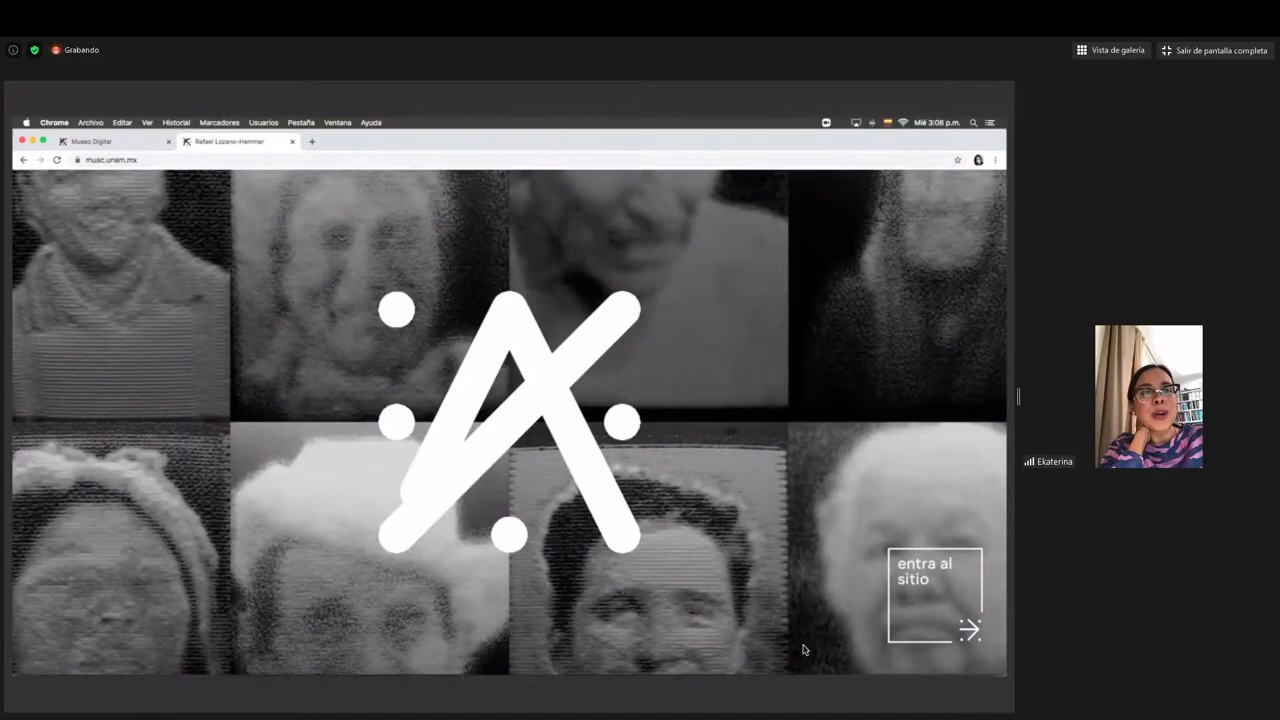 Grabando
Vista de galería
Salir de pantalla completa
Chrome Archivo Editar Ver Historial Marcadores Usuarios Pestaña Ventana Ayuda
Mié 3:08 p.m.
Museo Digital
Rafael Lozano-Hemmer
muac.unam.mx
entra al
sitio
Ekaterina